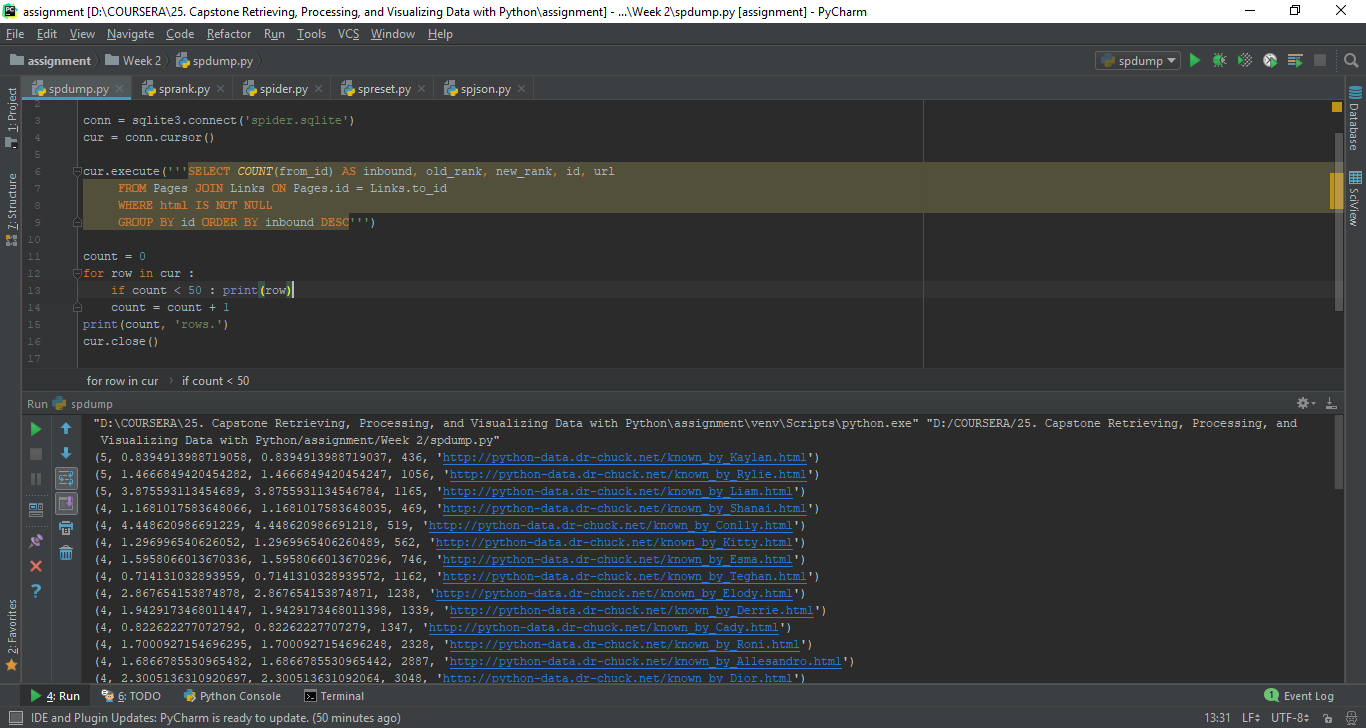 assignment [D:\COURSERA\25. Capstone Retrieving, Processing, and Visualizing Data with Python\assignment] - ...\Week 2\spdump.py [assignment] - PyCharm
File Edit View Navigate Code Refactor Run Tools VCS Window Help
assignment Week 2 spdump.py spdump
spdump.py sprank.py spider.py spreset.py spjson.py
1: Project
7: Structure
2: Favorites
Database
SciView
2
3 conn = sqlite3.connect('spider.sqlite')
4 cur = conn.cursor()
5
6 cur.execute('''SELECT COUNT(from_id) AS inbound, old_rank, new_rank, id, url
7 FROM Pages JOIN Links ON Pages.id = Links.to_id
8 WHERE html IS NOT NULL
9 GROUP BY id ORDER BY inbound DESC''')
10
11 count = 0
12 for row in cur :
13 if count < 50 : print(row)
14 count = count + 1
15 print(count, 'rows.')
16 cur.close()
17
for row in cur if count < 50
Run spdump
"D:\COURSERA\25. Capstone Retrieving, Processing, and Visualizing Data with Python\assignment\venv\Scripts\python.exe" "D:/COURSERA/25. Capstone Retrieving, Processing, and
Visualizing Data with Python/assignment/Week 2/spdump.py"
(5, 0.8394913988719058, 0.8394913988719037, 436, 'http://python-data.dr-chuck.net/known_by_Kaylan.html')
(5, 1.4666849420454282, 1.4666849420454247, 1056, 'http://python-data.dr-chuck.net/known_by_Rylie.html')
(5, 3.875593113454689, 3.8755931134546784, 1165, 'http://python-data.dr-chuck.net/known_by_Liam.html')
(4, 1.1681017583648046, 1.1681017583648035, 469, 'http://python-data.dr-chuck.net/known_by_Shanai.html')
(4, 4.448620986691229, 4.448620986691218, 519, 'http://python-data.dr-chuck.net/known_by_Conlly.html')
(4, 1.296996540626052, 1.2969965406260489, 562, 'http://python-data.dr-chuck.net/known_by_Kitty.html')
(4, 1.5958066013670336, 1.5958066013670296, 746, 'http://python-data.dr-chuck.net/known_by_Esma.html')
(4, 0.714131032893959, 0.7141310328939572, 1162, 'http://python-data.dr-chuck.net/known_by_Teghan.html')
(4, 2.867654153874878, 2.867654153874871, 1238, 'http://python-data.dr-chuck.net/known_by_Elody.html')
(4, 1.9429173468011447, 1.9429173468011398, 1339, 'http://python-data.dr-chuck.net/known_by_Derrie.html')
(4, 0.822622277072792, 0.82262227707279, 1347, 'http://python-data.dr-chuck.net/known_by_Cady.html')
(4, 1.7000927154696295, 1.7000927154696248, 2328, 'http://python-data.dr-chuck.net/known_by_Roni.html')
(4, 1.6866785530965482, 1.6866785530965442, 2887, 'http://python-data.dr-chuck.net/known_by_Allesandro.html')
(4, 2.3005136310920697, 2.300513631092064, 3048, 'http://python-data.dr-chuck.net/known_by_Dior.html')
4: Run 6: TODO Python Console Terminal 1 Event Log
IDE and Plugin Updates: PyCharm is ready to update. (50 minutes ago) 13:31 LF UTF-8